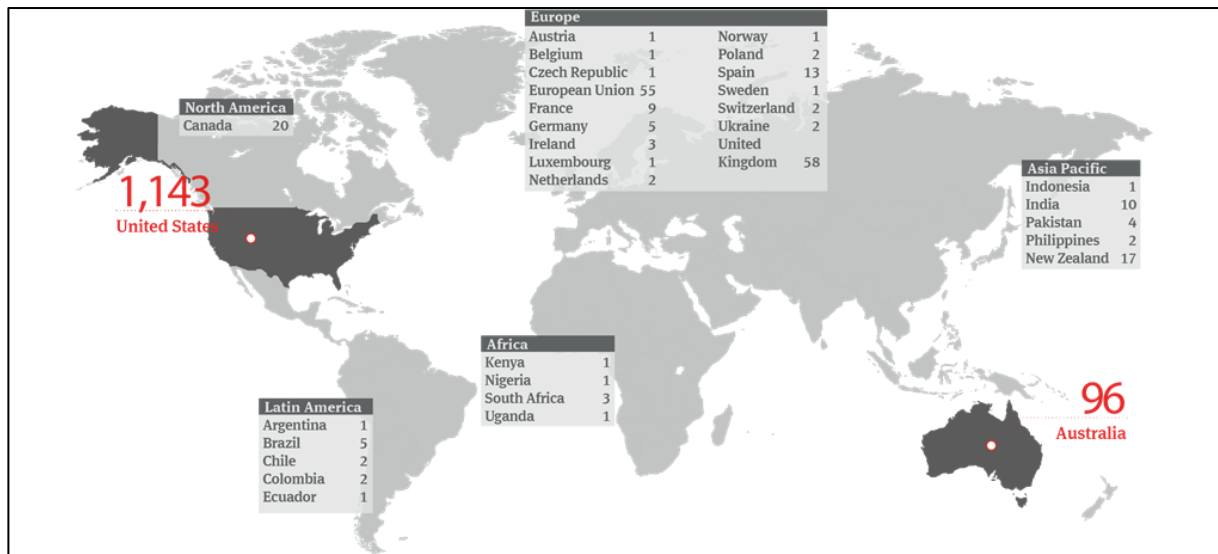 Europe
Austria 1
Belgium 1
Czech Republic 1
European Union 55
France 9
Germany 5
Ireland 3
Luxembourg 1
Netherlands 2
Norway 1
Poland 2
Spain 13
Sweden 1
Switzerland 2
Ukraine 2
United
Kingdom 58
North America
Canada 20
1,143
United States
Asia Pacific
Indonesia 1
India 10
Pakistan 4
Philippines 2
New Zealand 17
Africa
Kenya 1
Nigeria 1
South Africa 3
Uganda 1
Latin America
Argentina 1
Brazil 5
Chile 2
Colombia 2
Ecuador 1
96
Australia